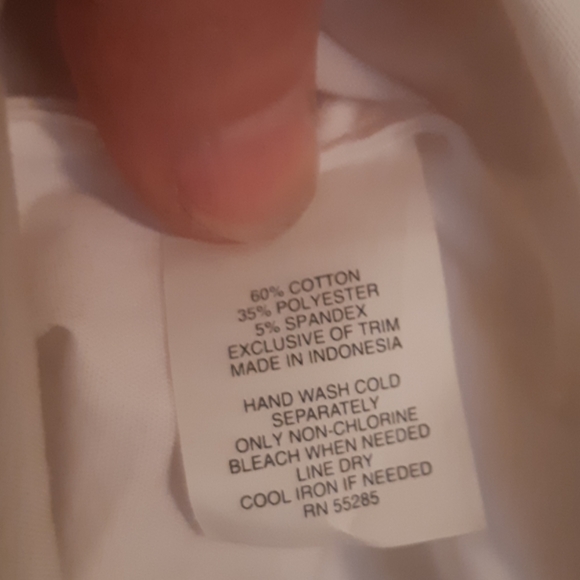 60% COTTON
35% POLYESTER
5% SPANDEX
EXCLUSIVE OF TRIM
MADE IN INDONESIA
HAND WASH COLD
SEPARATELY
ONLY NON-CHLORINE
BLEACH WHEN NEEDED
LINE DRY
COOL IRON IF NEEDED
RN 55285